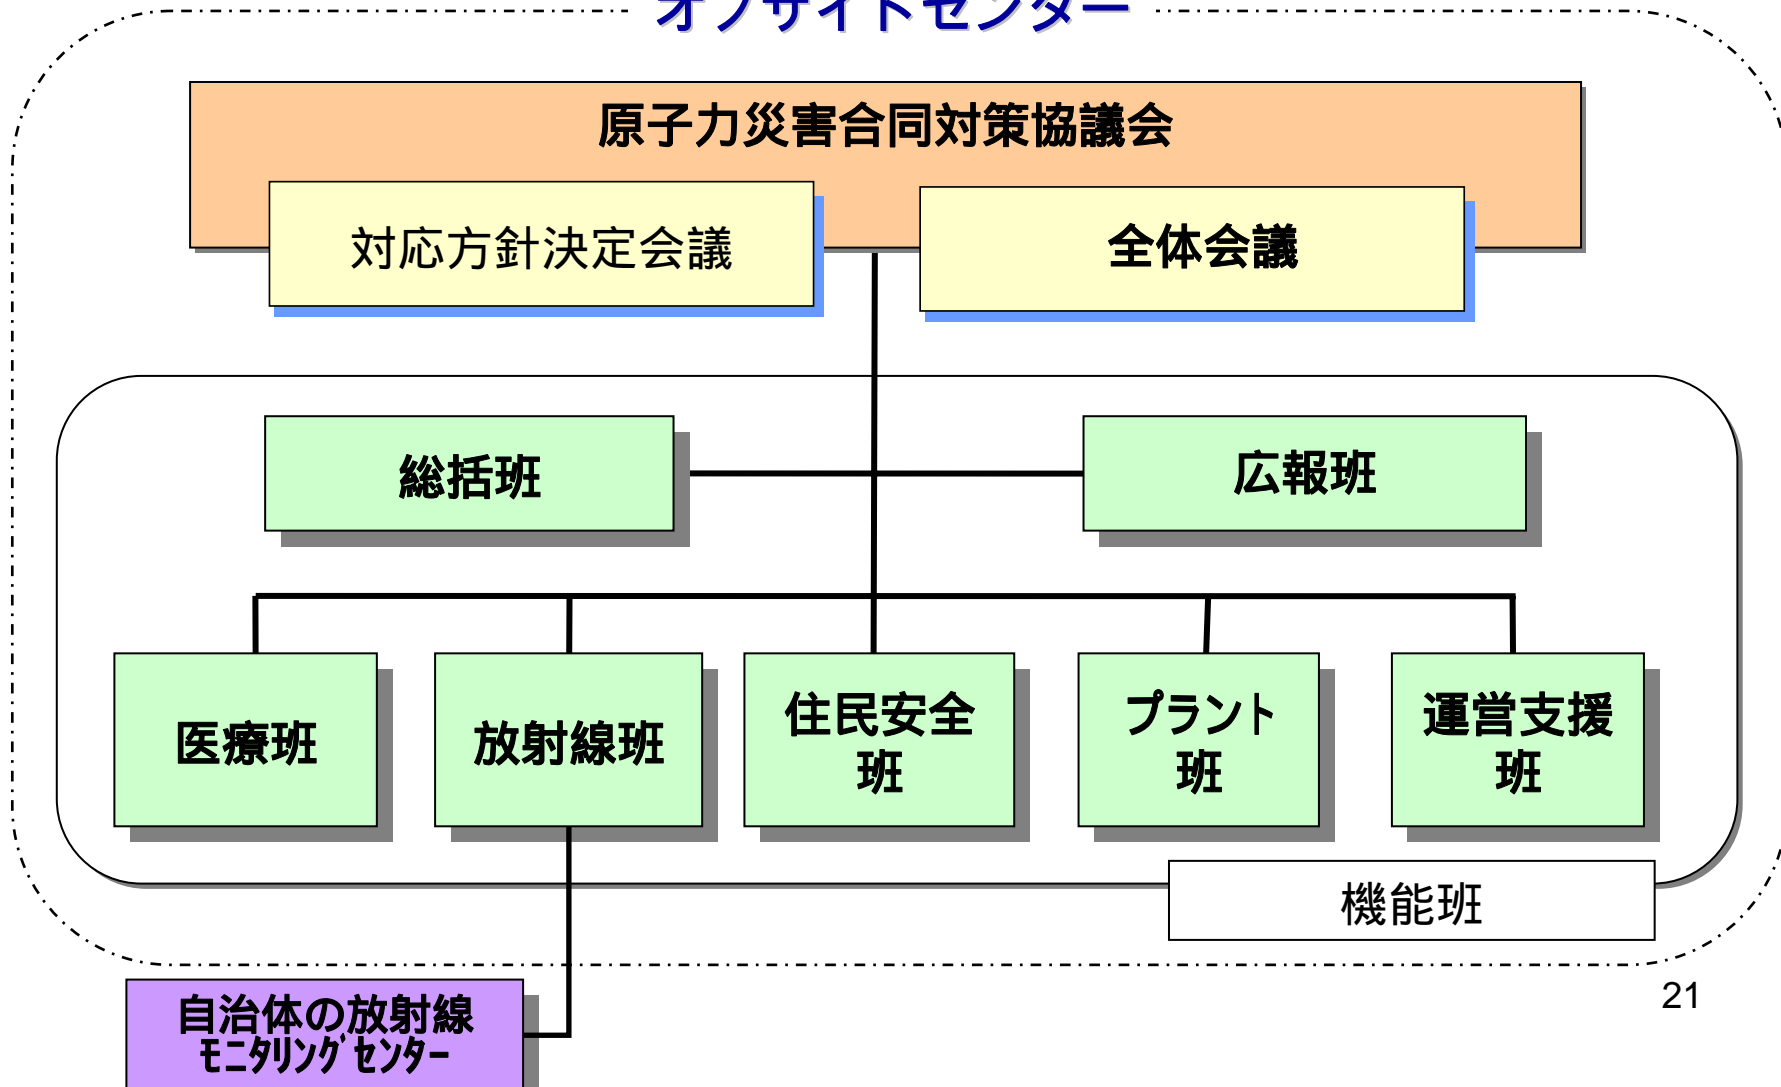 オフサイトセンター
原子力災害合同対策協議会
対応方針決定会議
全体会議
総括班
広報班
医療班
放射線班
住民安全
班
プラント
班
運営支援
班
機能班
21
自治体の放射線
ﾓﾆﾀﾘﾝｸﾞｾﾝﾀｰ